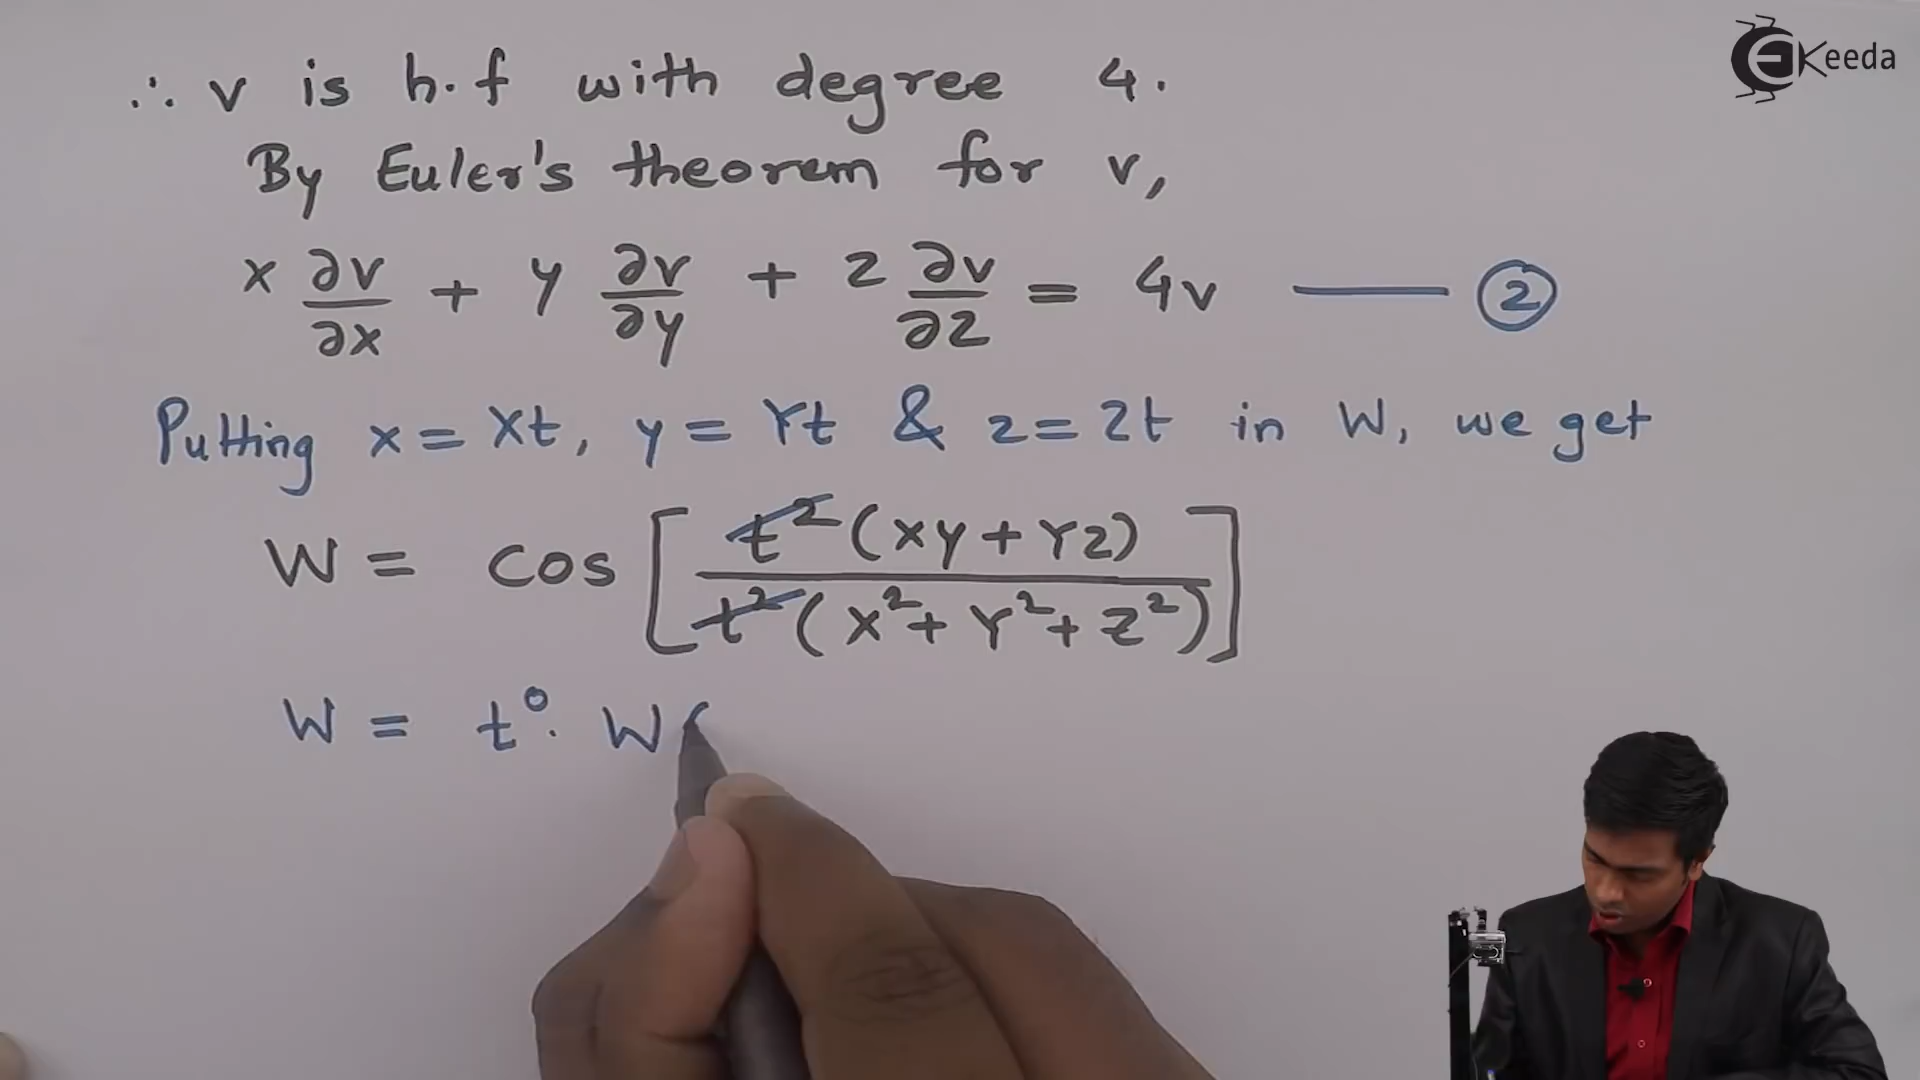 EKeeda
∴ v is h.f with degree 4.
By Euler's theorem for v,
x ∂v/∂x + y ∂v/∂y + z ∂v/∂z = 4v —— ②
Putting x = Xt, y = Yt & z = Zt in W, we get
W = cos [ t²(XY + YZ) / t²(X² + Y² + Z²) ]
W = t⁰. W(